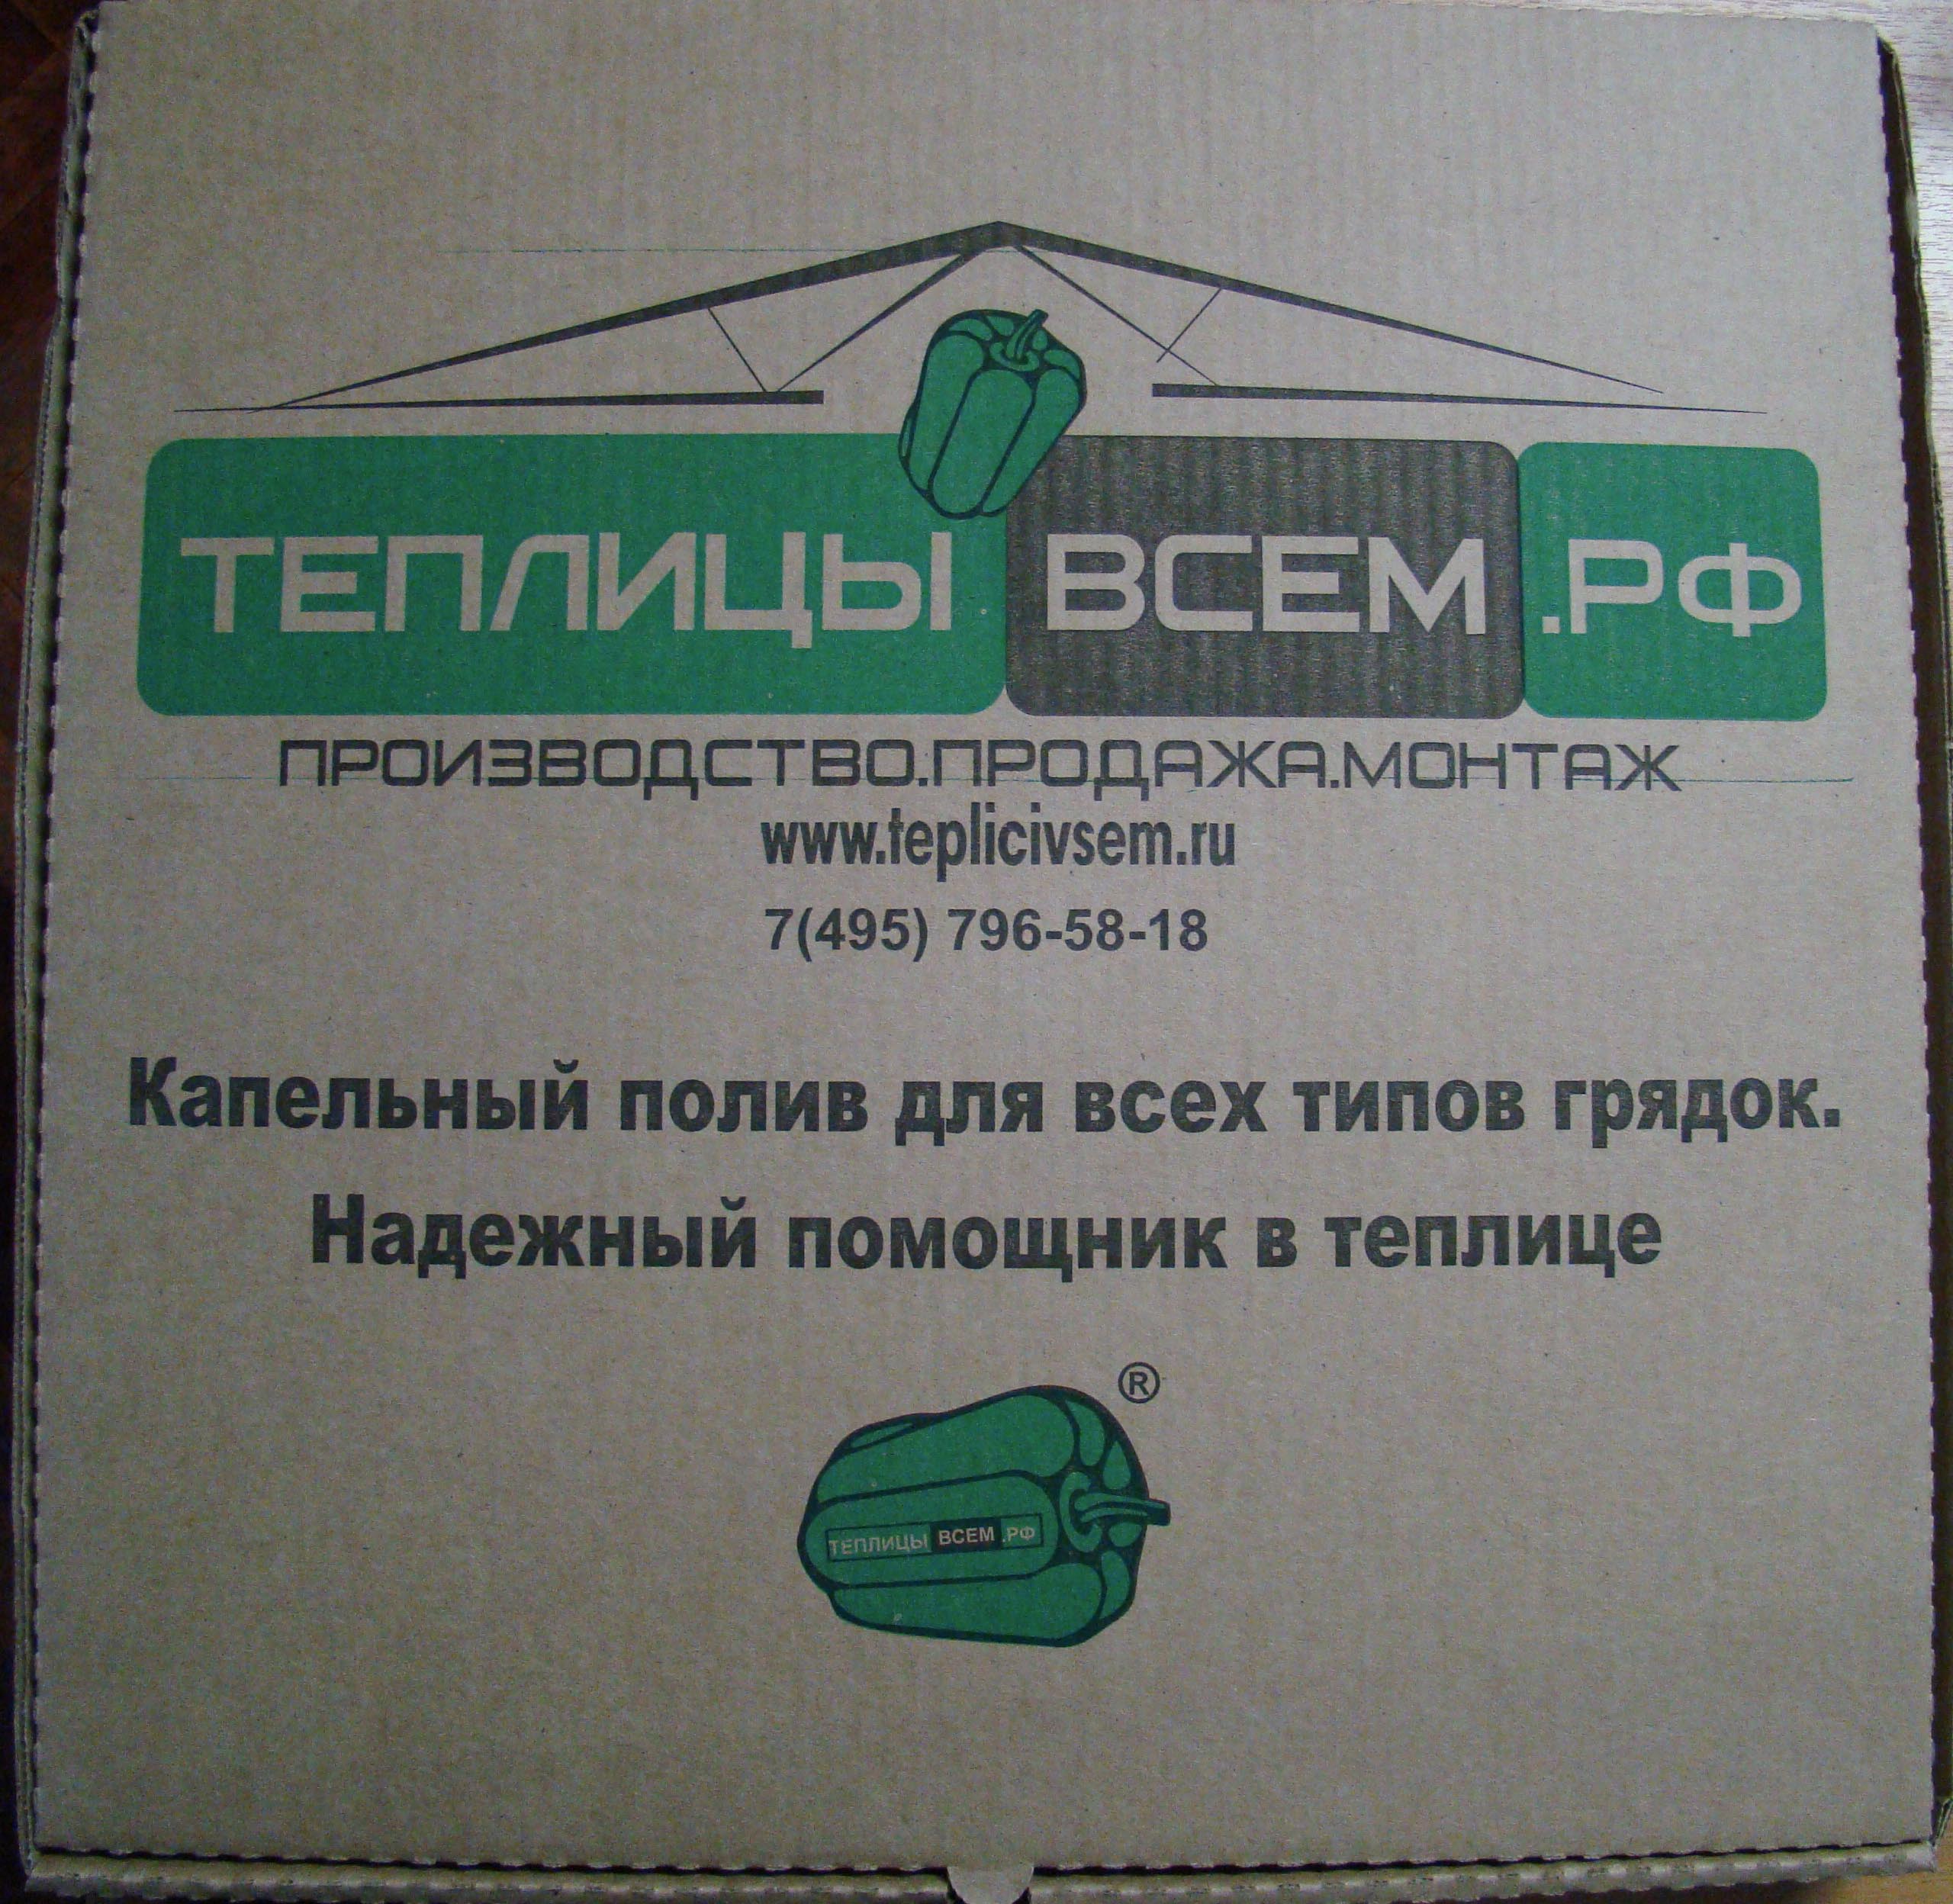 ТЕПЛИЦЫ ВСЕМ .РФ
ПРОИЗВОДСТВО.ПРОДАЖА.МОНТАЖ
www.teplicivsem.ru
7(495) 796-58-18
Капельный полив для всех типов грядок.
Надежный помощник в теплице
®
ТЕПЛИЦЫ ВСЕМ .РФ